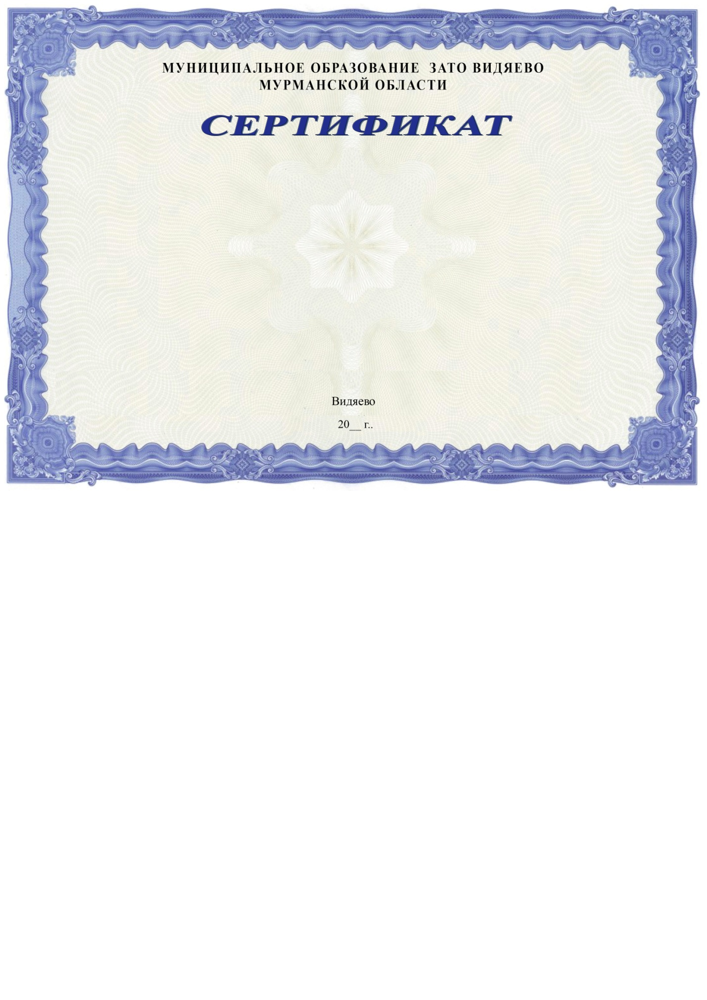 МУНИЦИПАЛЬНОЕ ОБРАЗОВАНИЕ  ЗАТО ВИДЯЕВО
МУРМАНСКОЙ ОБЛАСТИ
СЕРТИФИКАТ
Видяево
20__ г..